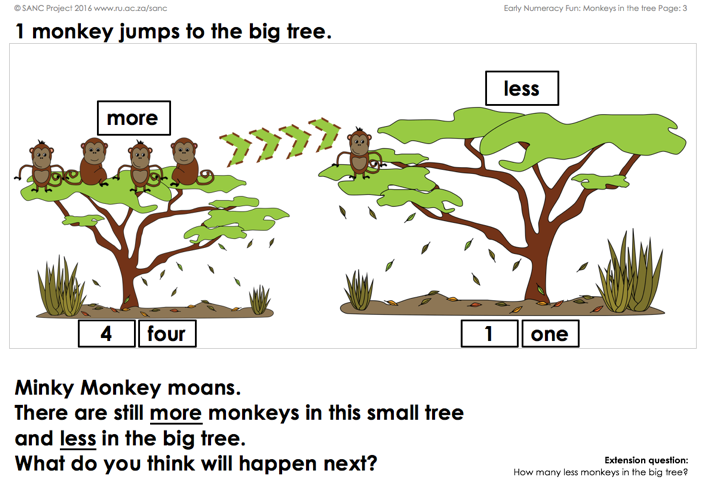 © SANC Project 2016 www.ru.ac.za/sanc
Early Numeracy Fun: Monkeys in the tree Page: 3
1 monkey jumps to the big tree.
less
more
4 four
1 one
Minky Monkey moans.
There are still more monkeys in this small tree
and less in the big tree.
What do you think will happen next?
Extension question:
How many less monkeys in the big tree?